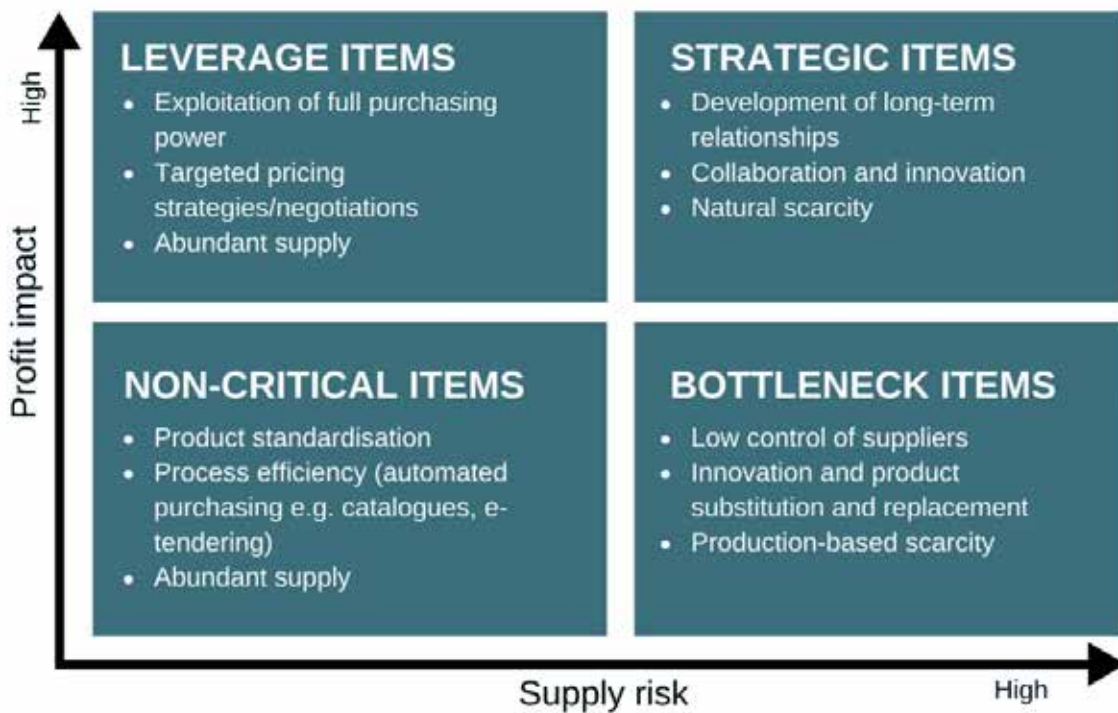 High
Profit impact
LEVERAGE ITEMS
• Exploitation of full purchasing
power
• Targeted pricing
strategies/negotiations
• Abundant supply
STRATEGIC ITEMS
• Development of long-term
relationships
• Collaboration and innovation
• Natural scarcity
NON-CRITICAL ITEMS
• Product standardisation
• Process efficiency (automated
purchasing e.g. catalogues, e-
tendering)
• Abundant supply
BOTTLENECK ITEMS
• Low control of suppliers
• Innovation and product
substitution and replacement
• Production-based scarcity
Supply risk
High